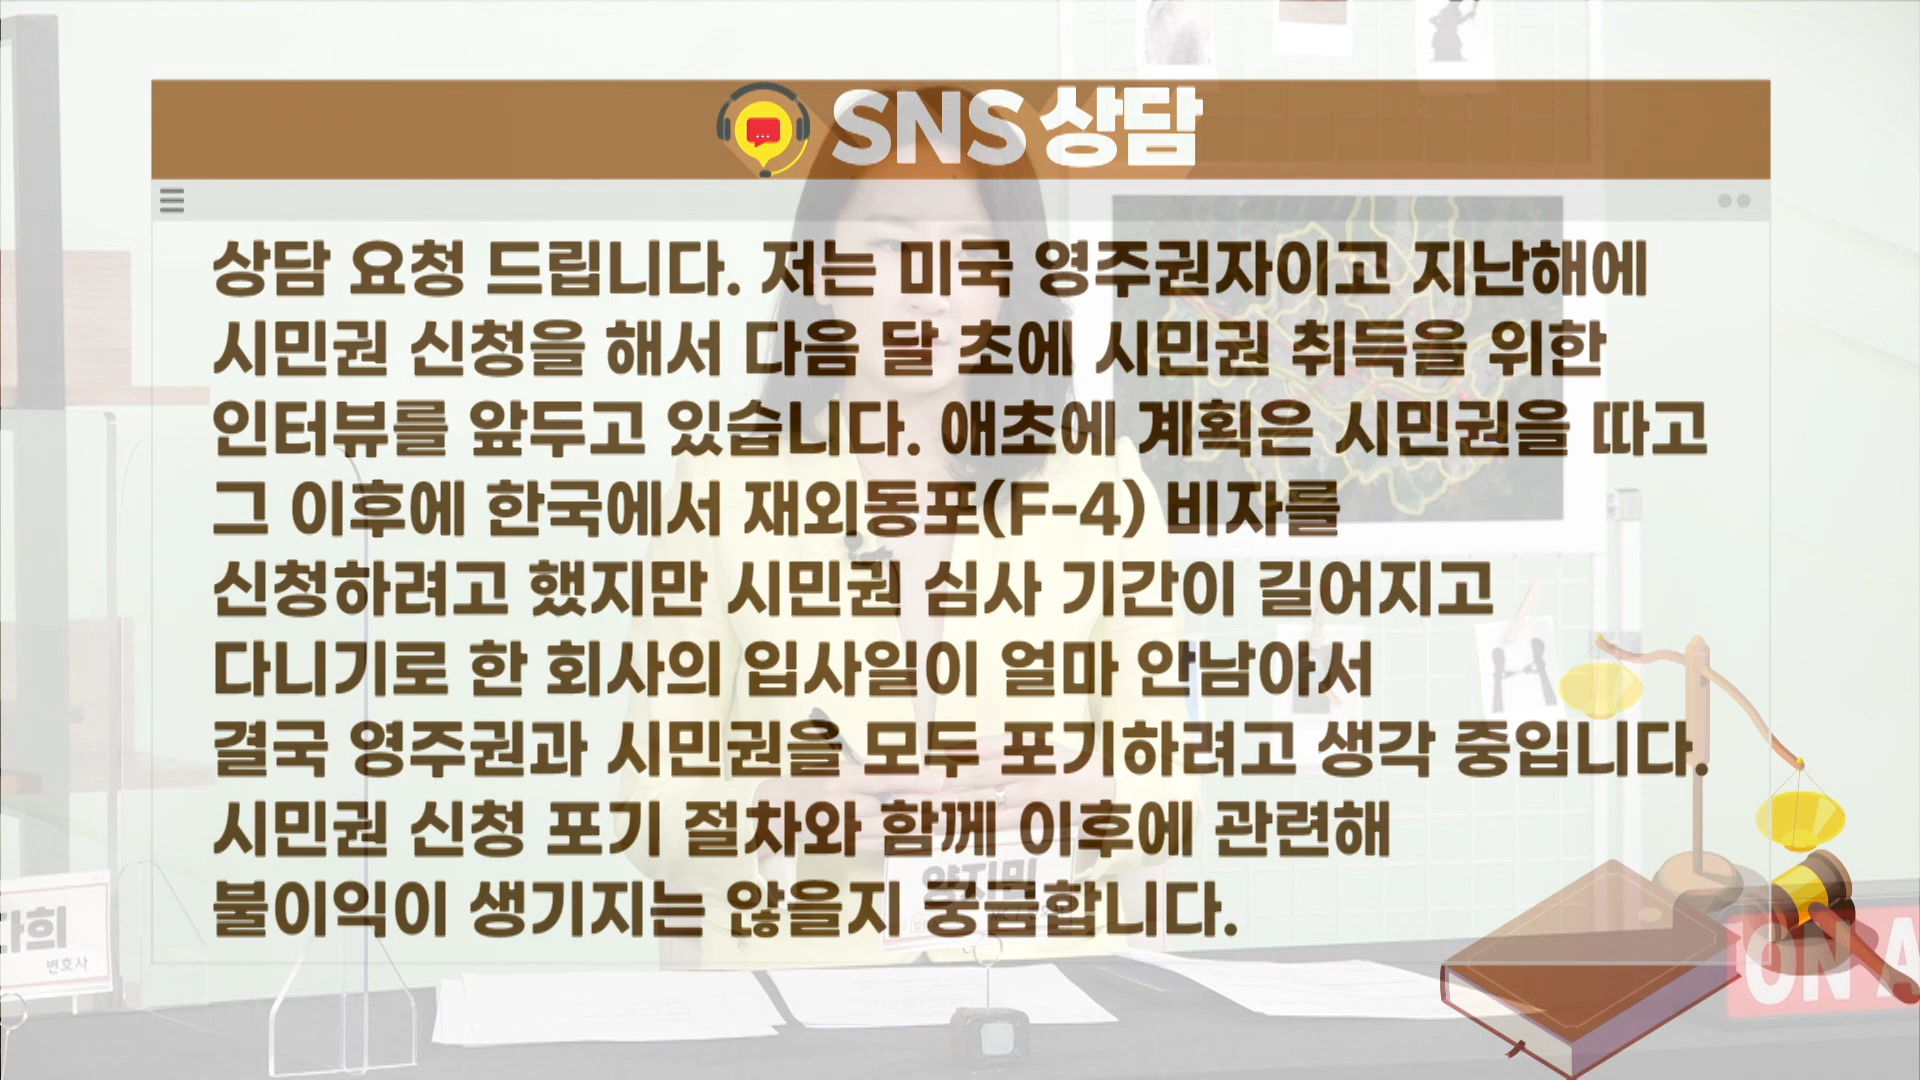 SNS 상담
상담 요청 드립니다. 저는 미국 영주권자이고 지난해에
시민권 신청을 해서 다음 달 초에 시민권 취득을 위한
인터뷰를 앞두고 있습니다. 애초에 계획은 시민권을 따고
그 이후에 한국에서 재외동포(F-4) 비자를
신청하려고 했지만 시민권 심사 기간이 길어지고
다니기로 한 회사의 입사일이 얼마 안남아서
결국 영주권과 시민권을 모두 포기하려고 생각 중입니다.
시민권 신청 포기 절차와 함께 이후에 관련해
불이익이 생기지는 않을지 궁금합니다.
양지민
다희
변호사
ON A